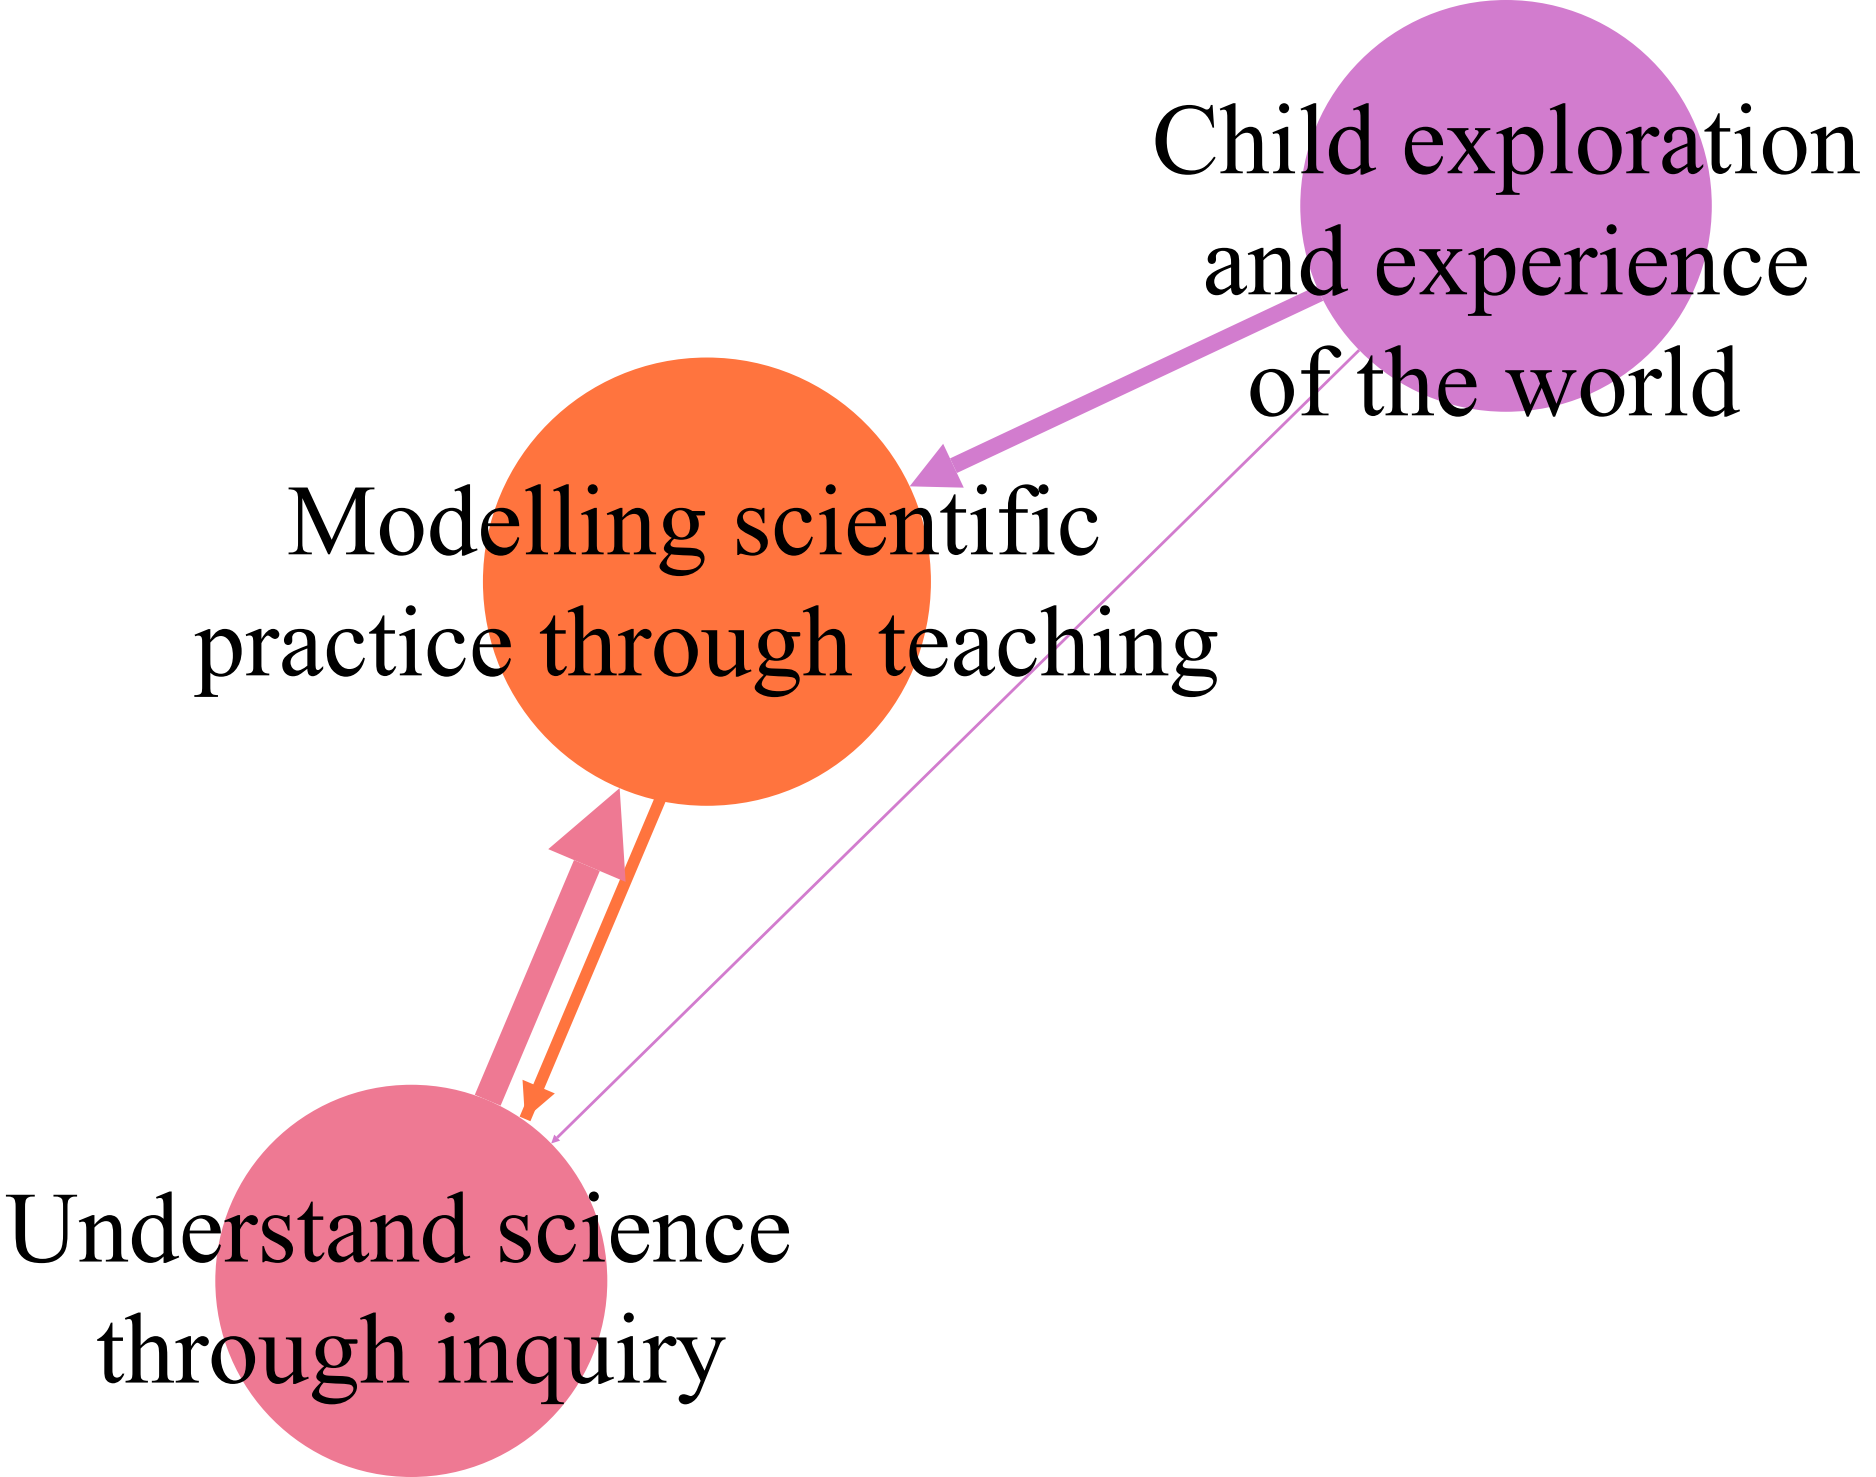 Child exploration
and experience
of the world
Modelling scientific
practice through teaching
Understand science
through inquiry